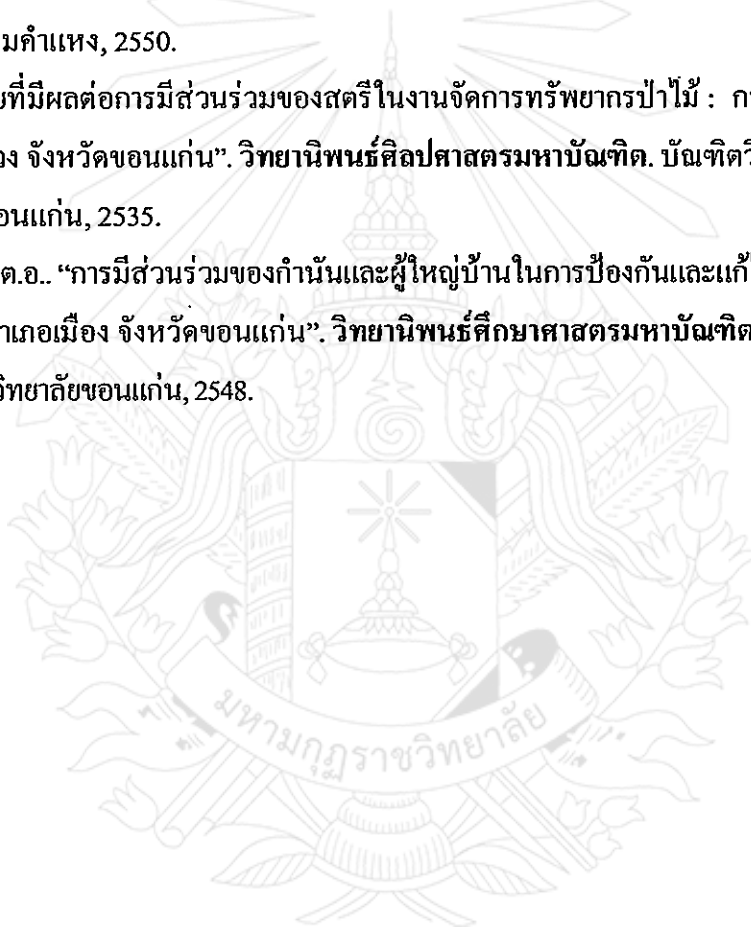 มคำแหง, 2550.
ยที่มีผลต่อการมีส่วนร่วมของสตรีในงานจัดการทรัพยากรป่าไม้ : ก
วง จังหวัดขอนแก่น”. วิทยานิพนธ์ศิลปศาสตรมหาบัณฑิต. บัณฑิตวิ
อนแก่น, 2535.
ต.อ.. “การมีส่วนร่วมของกำนันและผู้ใหญ่บ้านในการป้องกันและแก้
าเภอเมือง จังหวัดขอนแก่น”. วิทยานิพนธ์ศึกษาศาสตรมหาบัณฑิต
วิทยาลัยขอนแก่น, 2548.
มหามกุฏราชวิทยาลัย